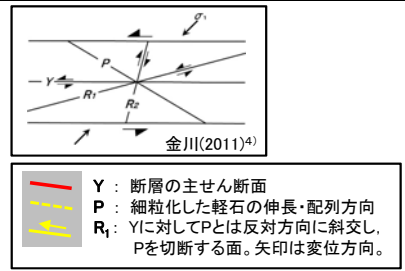 σ₁
P
Y
R₁
R₂
金川(2011)⁴⁾
Y : 断層の主せん断面
P : 細粒化した軽石の伸長・配列方向
R₁: Yに対してPとは反対方向に斜交し,
Pを切断する面。矢印は変位方向。